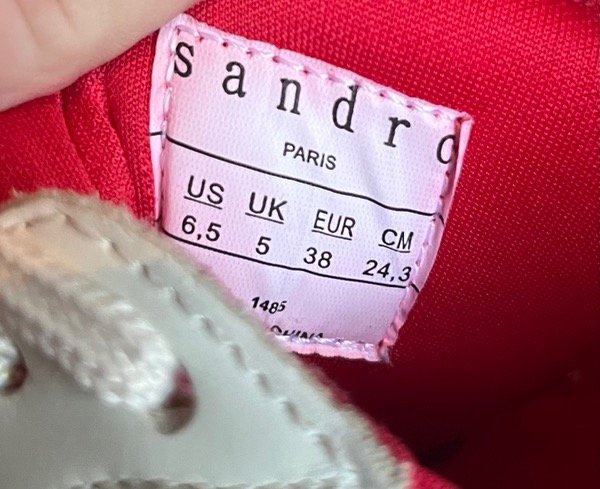 sandro
PARIS
US UK EUR CM
6,5 5 38 24,3
1485